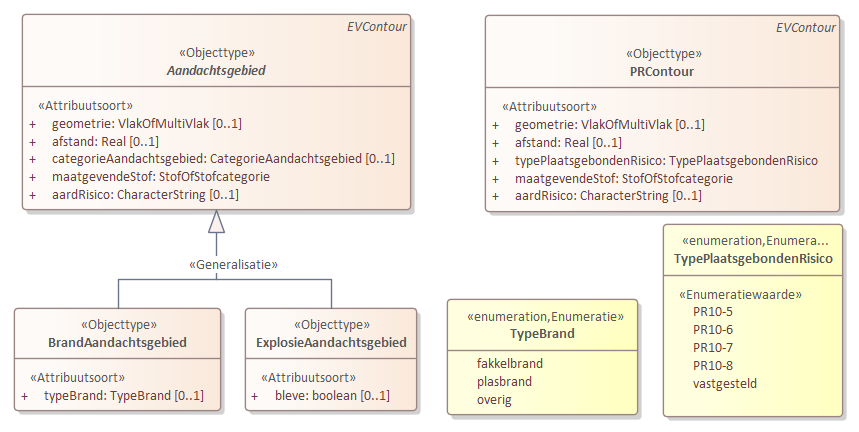 EVContour
«Objecttype»
Aandachtsgebied
«Attribuutsoort»
+ geometrie: VlakOfMultiVlak [0..1]
+ afstand: Real [0..1]
+ categorieAandachtsgebied: CategorieAandachtsgebied [0..1]
+ maatgevendeStof: StofOfStofcategorie
+ aardRisico: CharacterString [0..1]
EVContour
«Objecttype»
PRContour
«Attribuutsoort»
+ geometrie: VlakOfMultiVlak [0..1]
+ afstand: Real [0..1]
+ typePlaatsgebondenRisico: TypePlaatsgebondenRisico
+ maatgevendeStof: StofOfStofcategorie
+ aardRisico: CharacterString [0..1]
«Generalisatie»
«Objecttype»
BrandAandachtsgebied
«Attribuutsoort»
+ typeBrand: TypeBrand [0..1]
«Objecttype»
ExplosieAandachtsgebied
«Attribuutsoort»
+ bleve: boolean [0..1]
«enumeration,Enumeratie»
TypeBrand
fakkelbrand
plasbrand
overig
«enumeration,Enumera...
TypePlaatsgebondenRisico
«Enumeratiewaarde»
PR10-5
PR10-6
PR10-7
PR10-8
vastgesteld